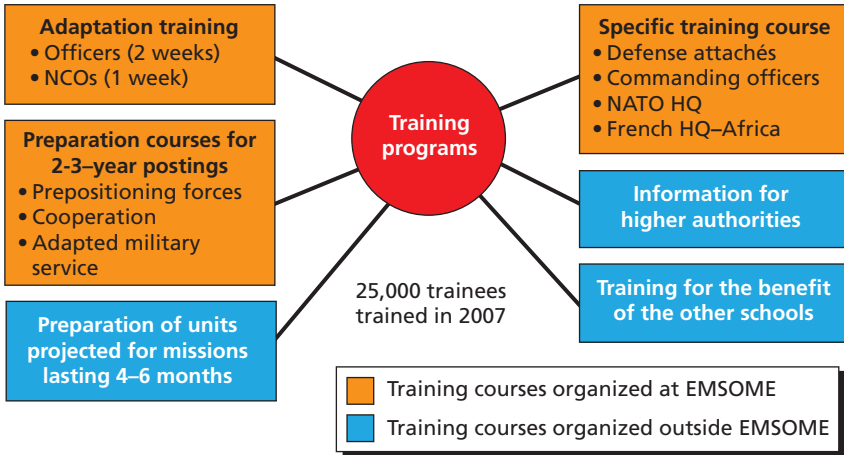 Adaptation training
• Officers (2 weeks)
• NCOs (1 week)
Preparation courses for
2-3–year postings
• Prepositioning forces
• Cooperation
• Adapted military
service
Preparation of units
projected for missions
lasting 4–6 months
Training
programs
25,000 trainees
trained in 2007
Specific training course
• Defense attachés
• Commanding officers
• NATO HQ
• French HQ–Africa
Information for
higher authorities
Training for the benefit
of the other schools
Training courses organized at EMSOME
Training courses organized outside EMSOME